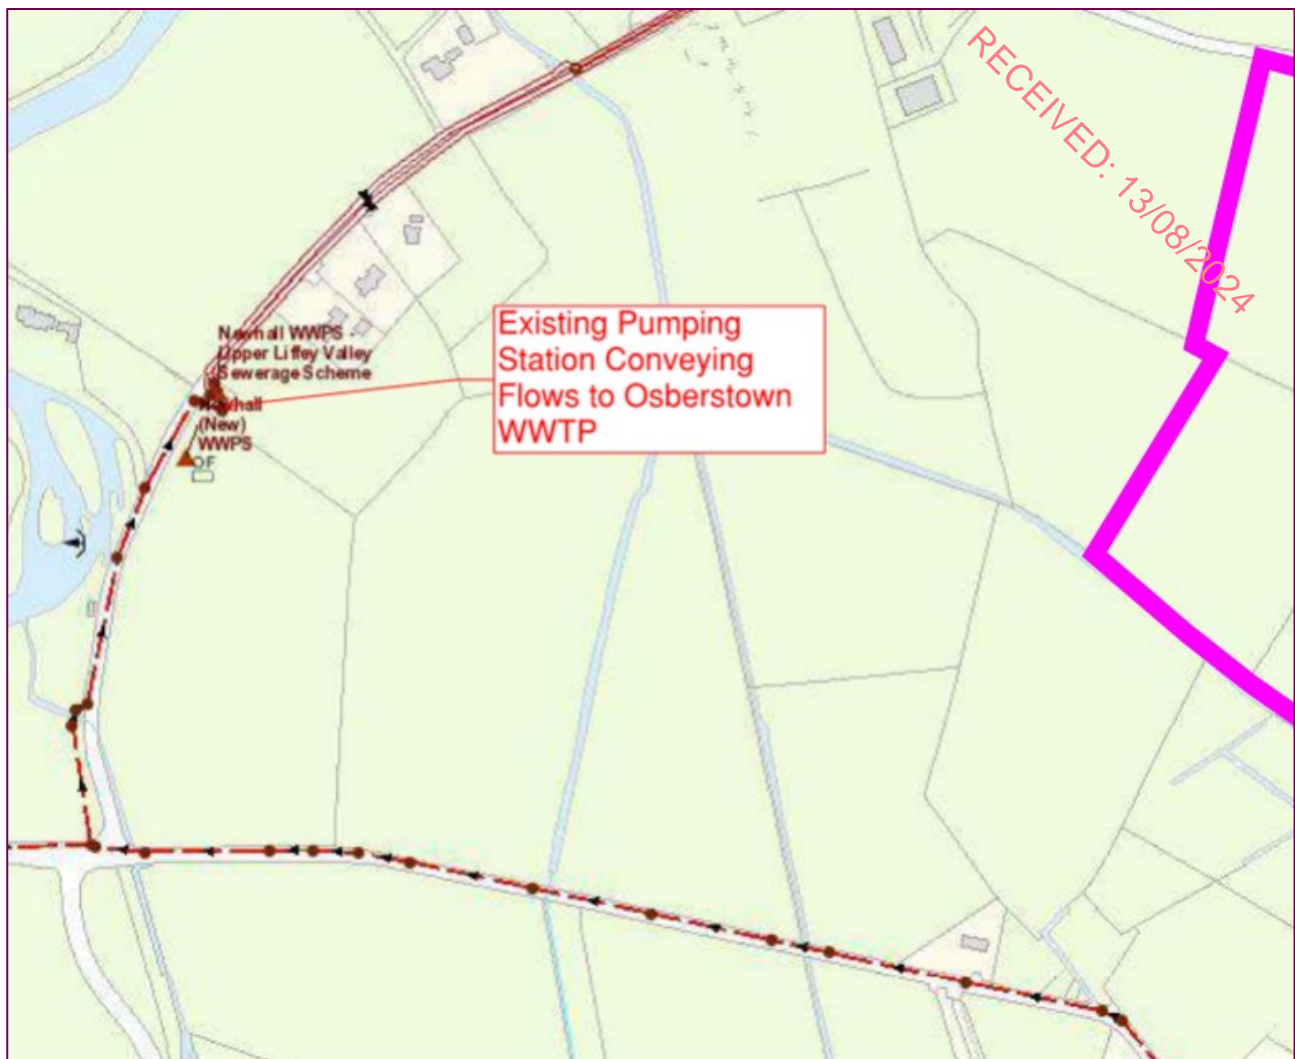 RECEIVED: 13/08/2024
Existing Pumping
Station Conveying
Flows to Osberstown
WWTP
Newhall WWPS -
Upper Liffey Valley
Sewerage Scheme
Newhall
(New)
WWPS
OF